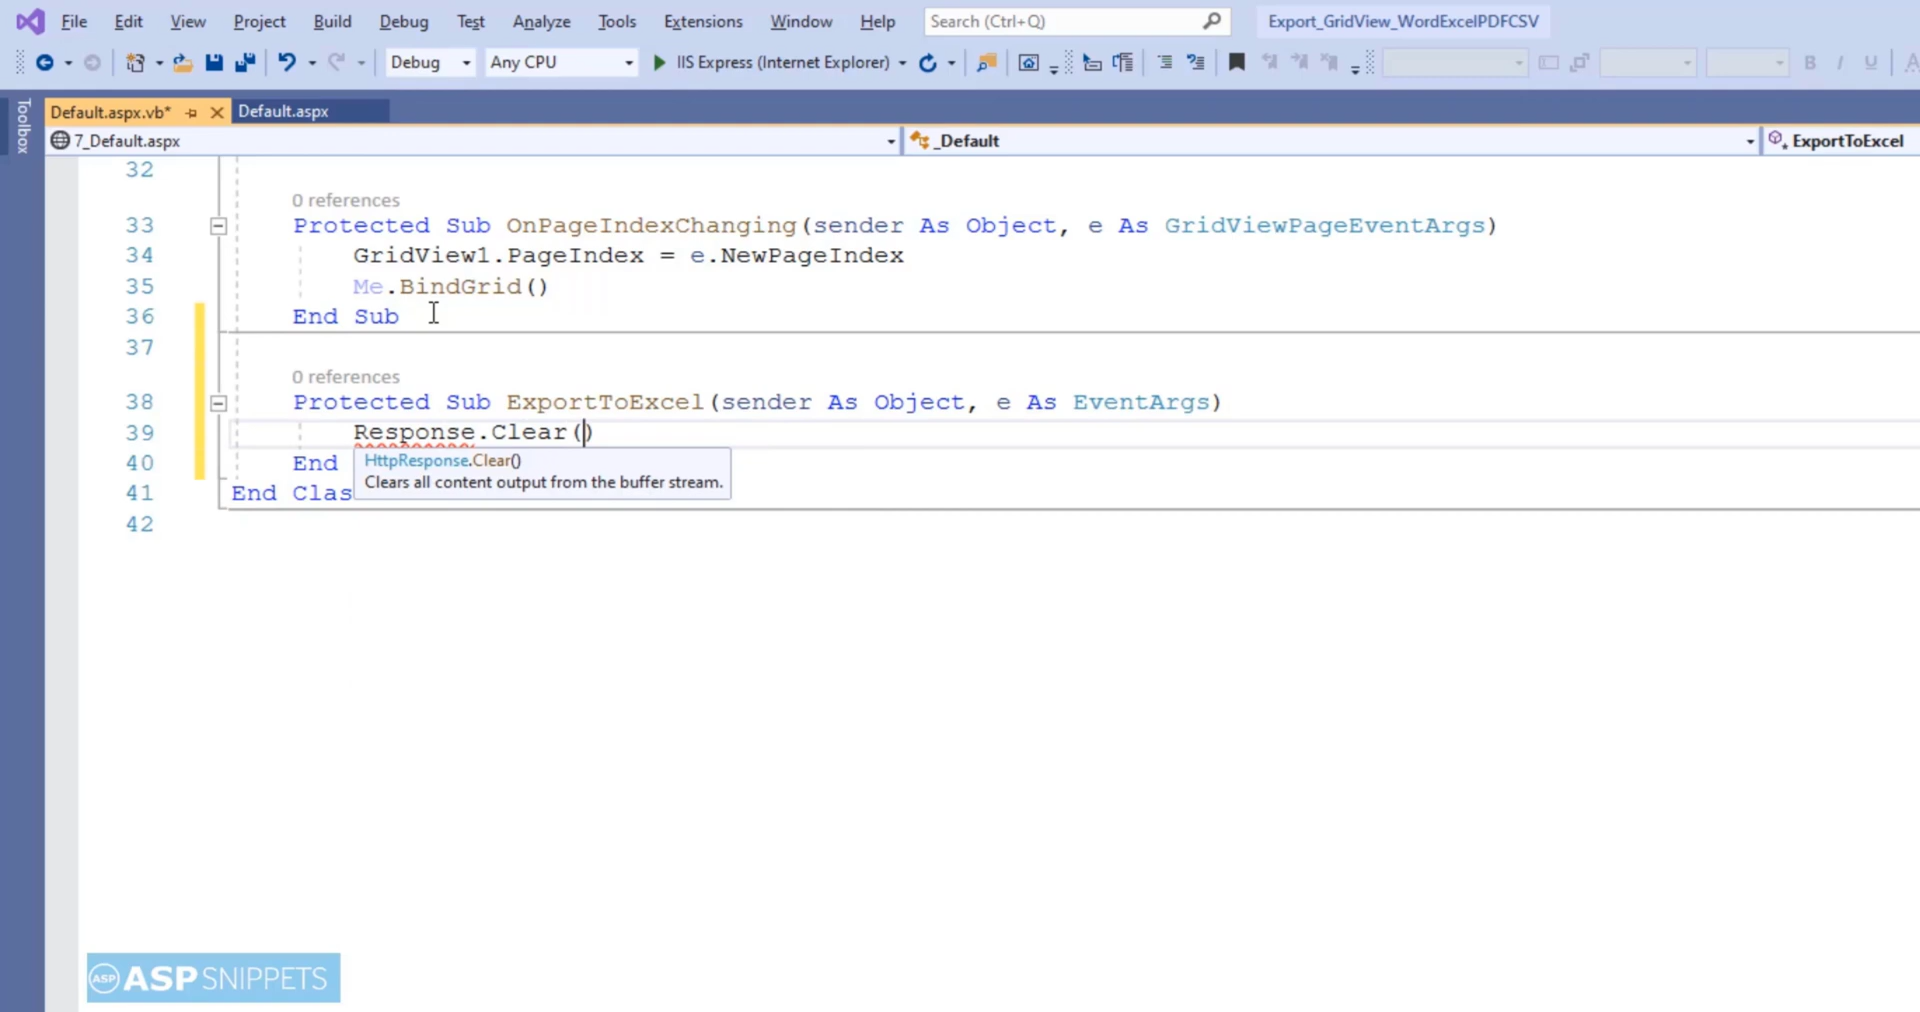 File Edit View Project Build Debug Test Analyze Tools Extensions Window Help Search (Ctrl+Q) Export_GridView_WordExcelPDFCSV
Debug Any CPU IIS Express (Internet Explorer)
Toolbox
Default.aspx.vb* Default.aspx
7_Default.aspx _Default ExportToExcel
32
0 references
33 Protected Sub OnPageIndexChanging(sender As Object, e As GridViewPageEventArgs)
34 GridView1.PageIndex = e.NewPageIndex
35 Me.BindGrid()
36 End Sub
37
0 references
38 Protected Sub ExportToExcel(sender As Object, e As EventArgs)
39 Response.Clear()
40 End
HttpResponse.Clear()
Clears all content output from the buffer stream.
41 End Clas
42
ASP ASPSNIPPETS